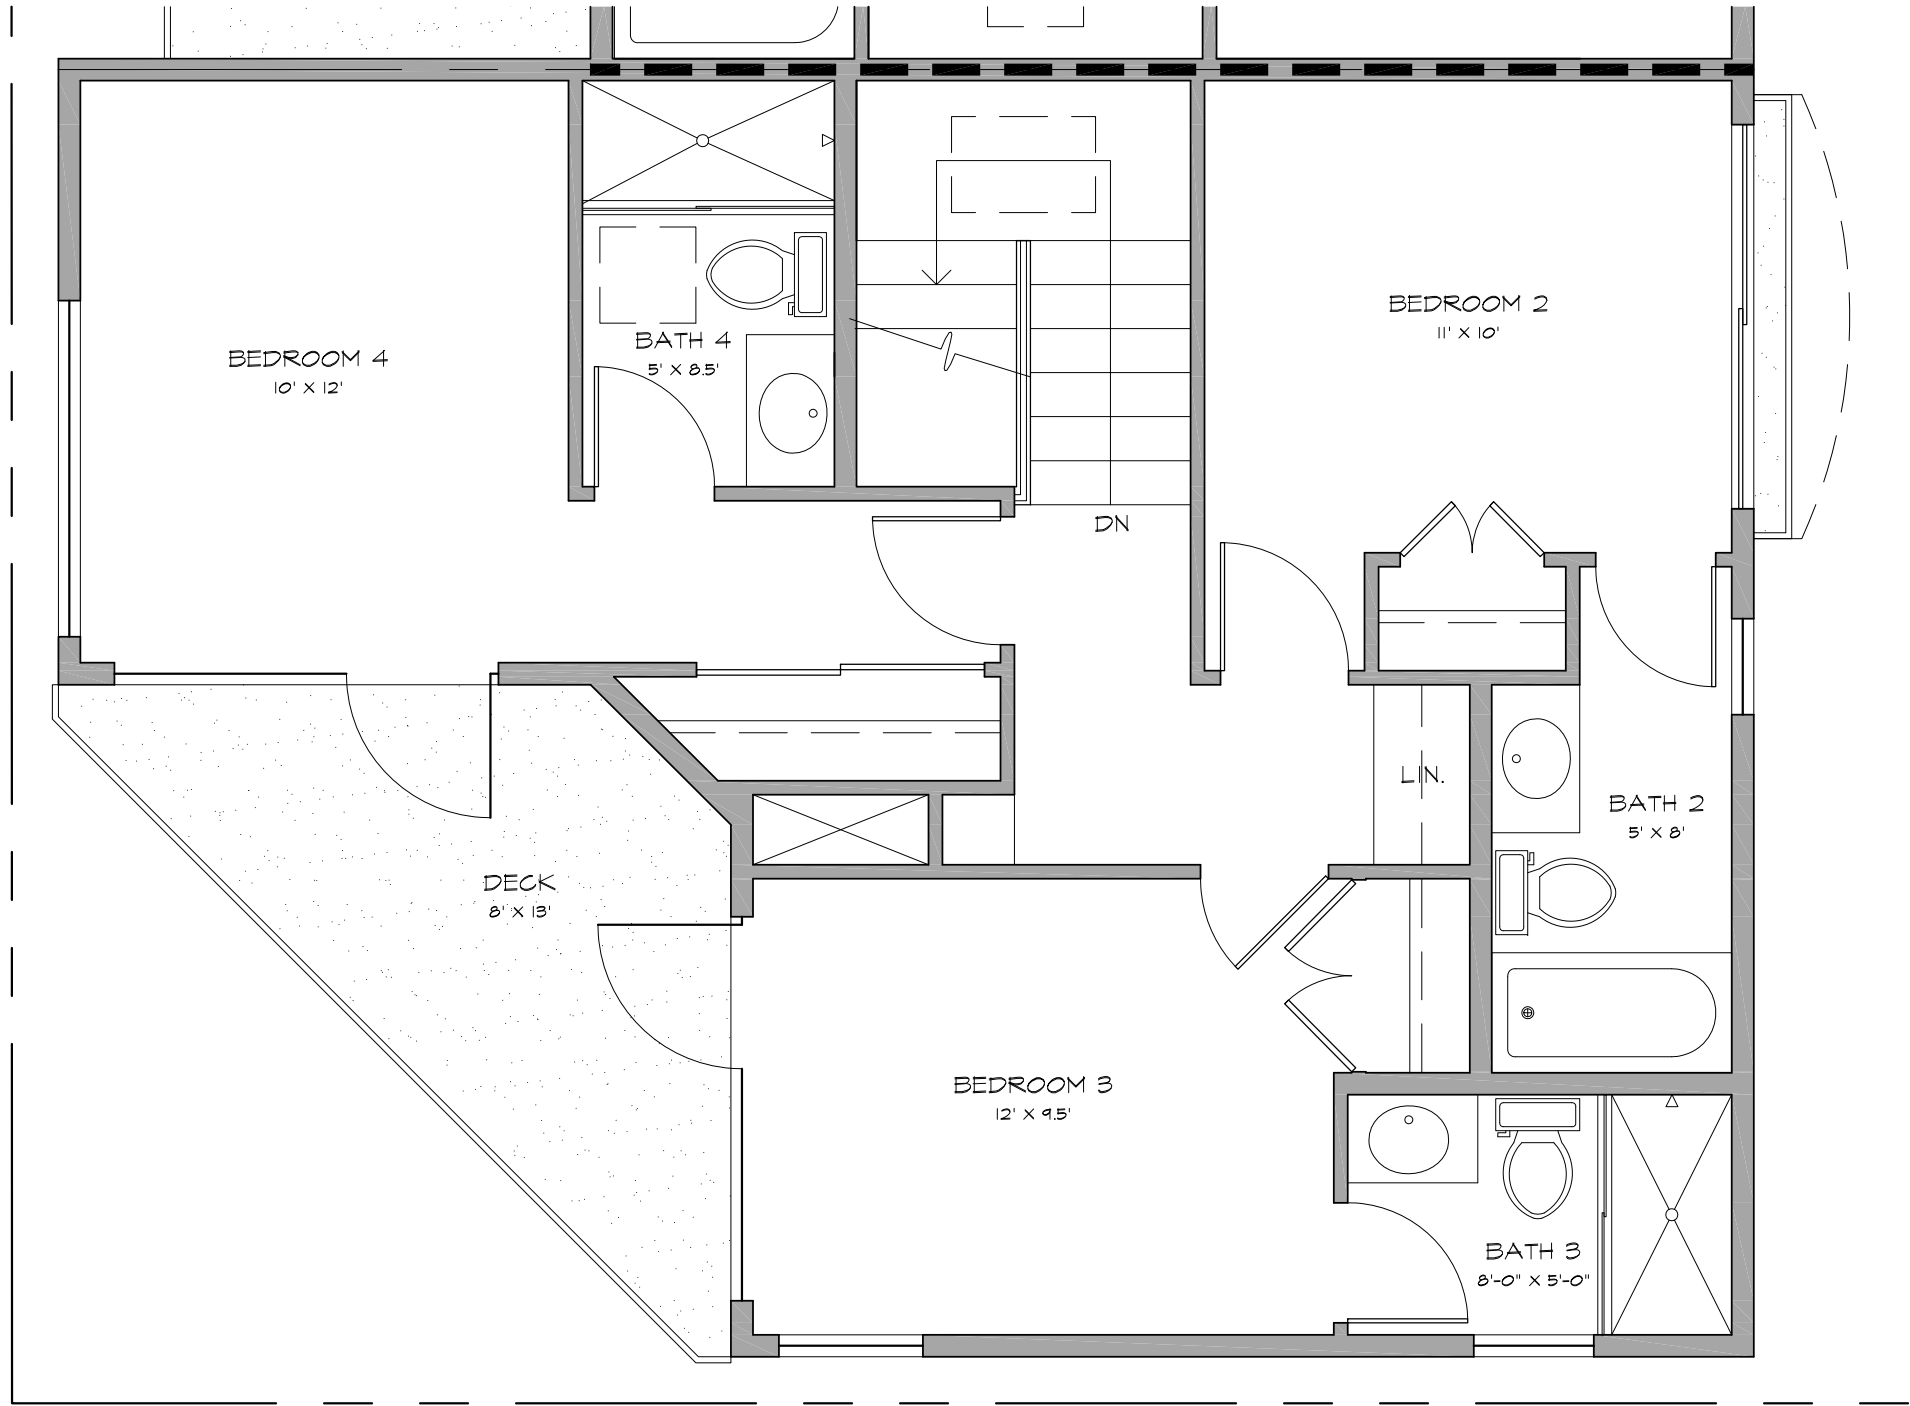 BEDROOM 2
11' X 10'
BATH 4
5' X 8.5'
BEDROOM 4
10' X 12'
DN
LIN.
BATH 2
5' X 8'
DECK
8' X 13'
BEDROOM 3
12' X 9.5'
BATH 3
8'-0" X 5'-0"